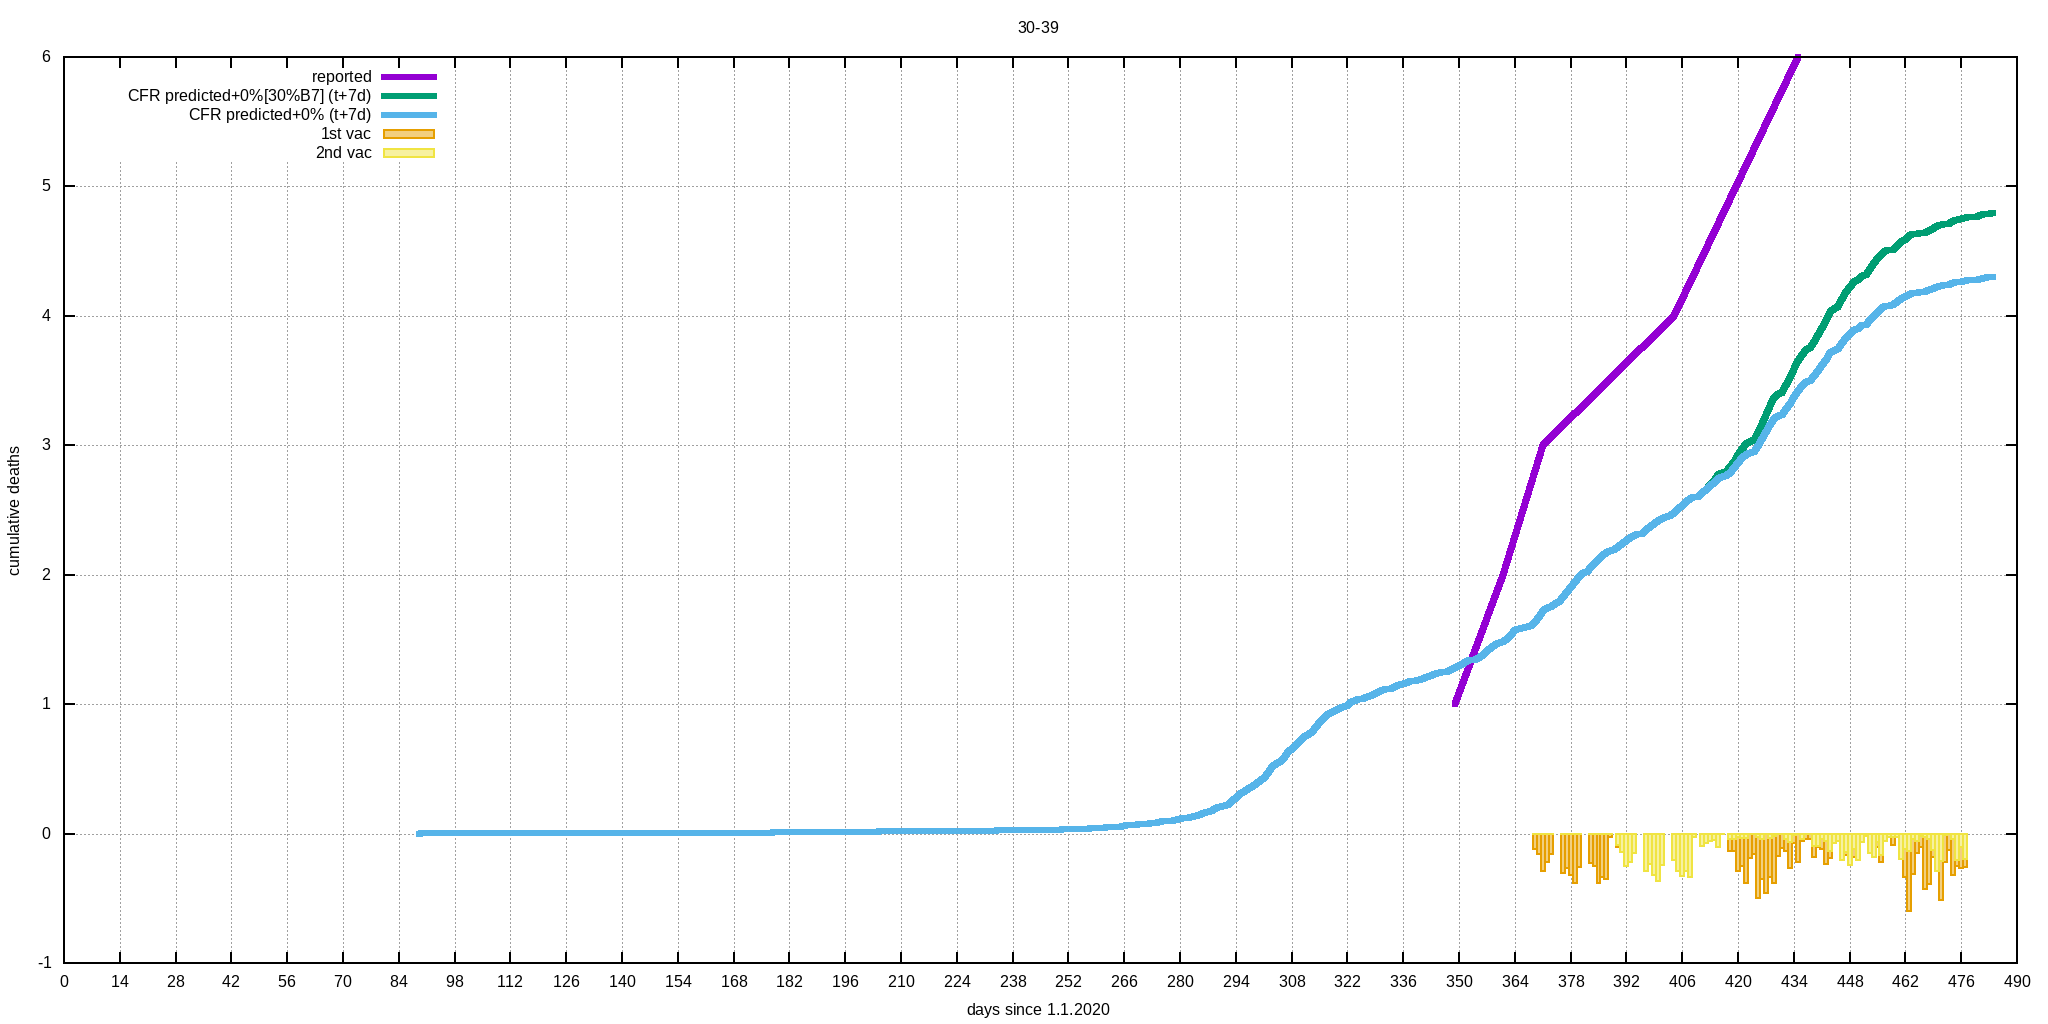 30-39
reported
CFR predicted+0%[30%B7] (t+7d)
CFR predicted+0% (t+7d)
1st vac
2nd vac
6
5
4
3
2
1
0
-1
cumulative deaths
0 14 28 42 56 70 84 98 112 126 140 154 168 182 196 210 224 238 252 266 280 294 308 322 336 350 364 378 392 406 420 434 448 462 476 490
days since 1.1.2020